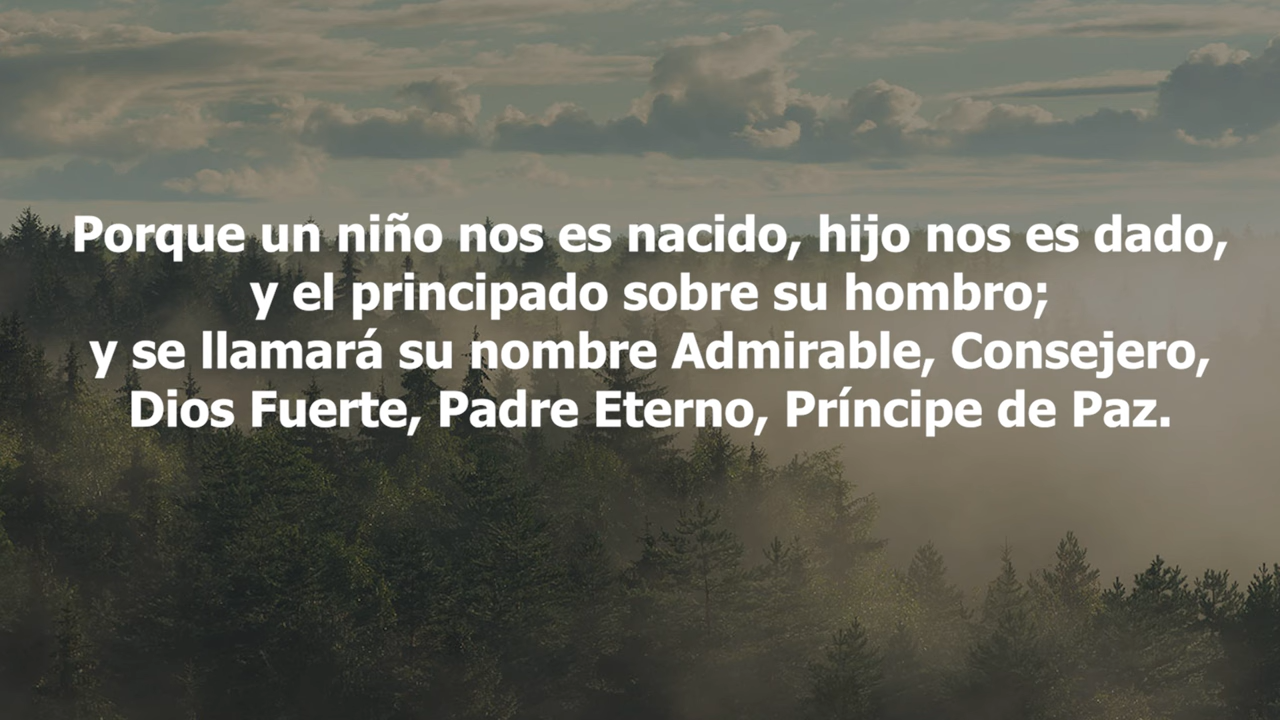 Porque un niño nos es nacido, hijo nos es dado,
y el principado sobre su hombro;
y se llamará su nombre Admirable, Consejero,
Dios Fuerte, Padre Eterno, Príncipe de Paz.